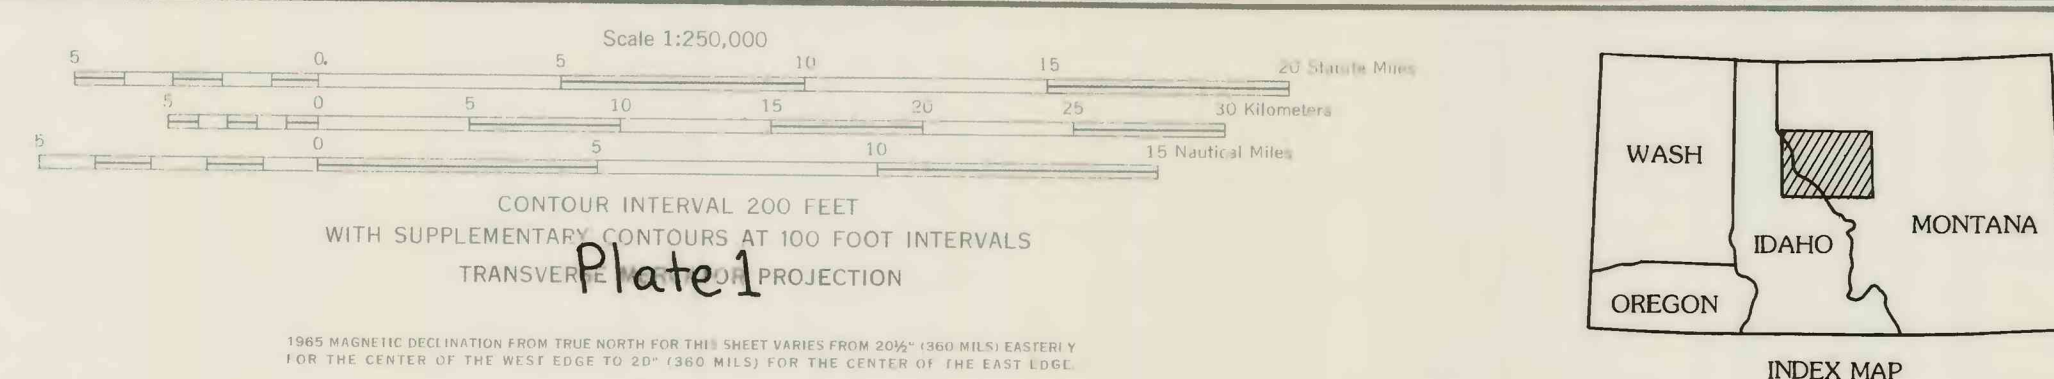 Scale 1:250,000
5 0 5 10 15 20 Statute Miles
5 0 5 10 15 20 25 30 Kilometers
5 0 5 10 15 Nautical Miles
CONTOUR INTERVAL 200 FEET
WITH SUPPLEMENTARY CONTOURS AT 100 FOOT INTERVALS
TRANSVERSE MERCATOR PROJECTION
Plate 1
1965 MAGNETIC DECLINATION FROM TRUE NORTH FOR THIS SHEET VARIES FROM 20½° (360 MILS) EASTERLY
FOR THE CENTER OF THE WEST EDGE TO 20° (360 MILS) FOR THE CENTER OF THE EAST EDGE.
WASH
IDAHO
MONTANA
OREGON
INDEX MAP